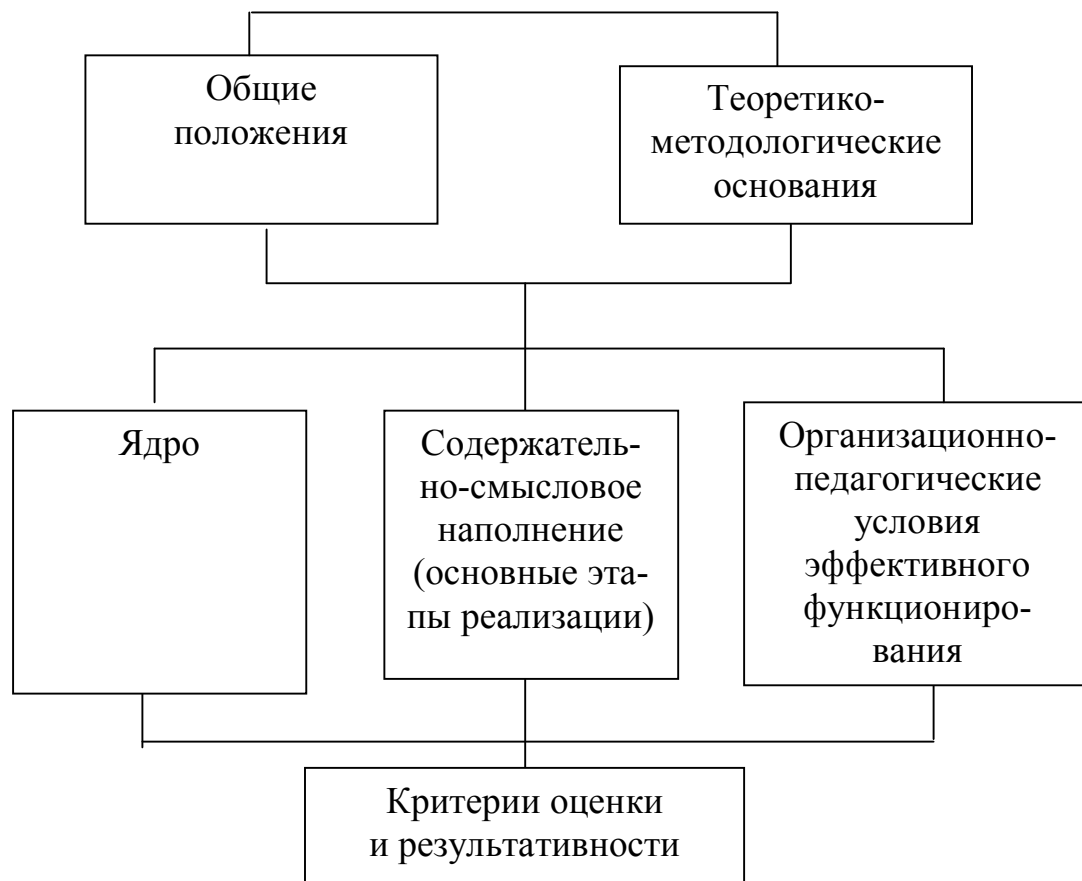 Общие
положения
Теоретико-
методологические
основания
Ядро
Содержатель-
но-смысловое
наполнение
(основные эта-
пы реализации)
Организационно-
педагогические
условия
эффективного
функциониро-
вания
Критерии оценки
и результативности